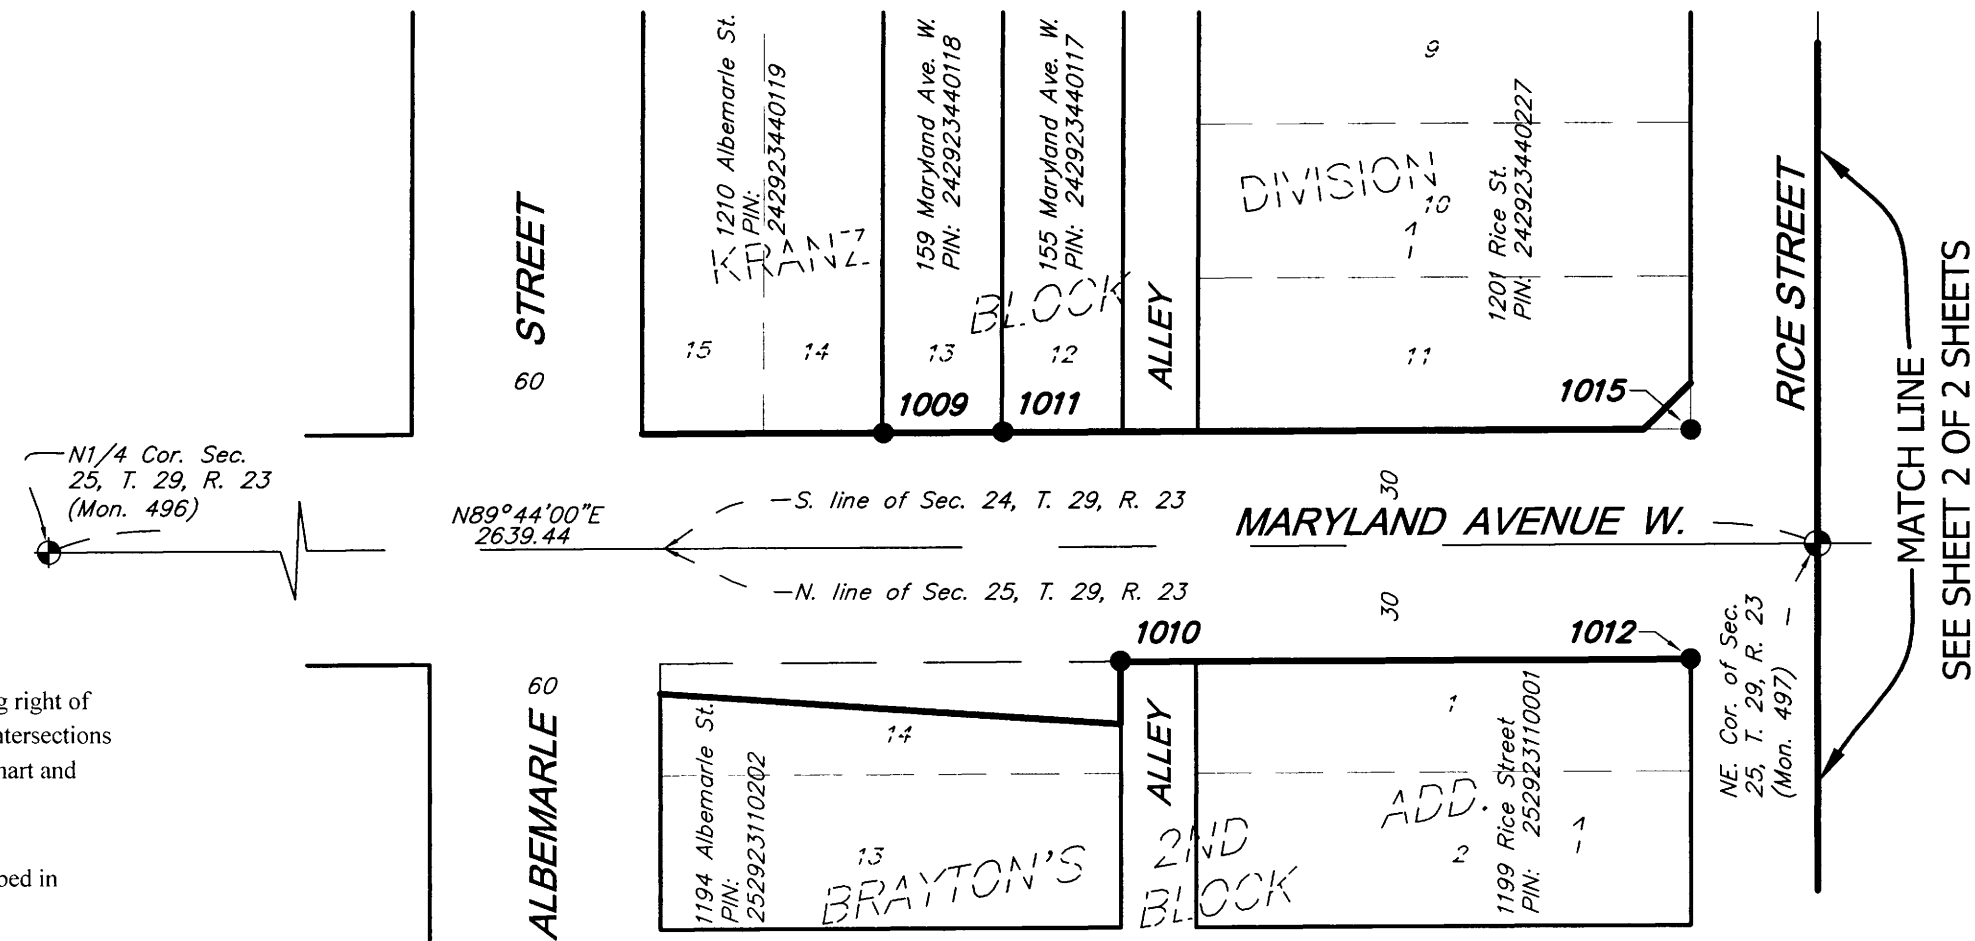 1210 Albemarle St.
PIN:
242923440119
159 Maryland Ave. W.
PIN: 242923440118
155 Maryland Ave. W.
PIN: 242923440117
9
DIVISION
10
1
1
1201 Rice St.
PIN: 242923440227
STREET
60
KRANZ
BLOCK
15
14
13
12
ALLEY
11
1009
1011
1015
RICE STREET
MATCH LINE
SEE SHEET 2 OF 2 SHEETS
N1/4 Cor. Sec.
25, T. 29, R. 23
(Mon. 496)
N89°44'00"E
2639.44
S. line of Sec. 24, T. 29, R. 23
30
MARYLAND AVENUE W.
N. line of Sec. 25, T. 29, R. 23
30
1010
1012
NE. Cor. of Sec.
25, T. 29, R. 23
(Mon. 497)
g right of
ntersections
nart and
bed in
60
ALBEMARLE
1194 Albemarle St.
PIN:
252923110202
14
13
BRAYTON'S
ALLEY
2ND
BLOCK
1
ADD.
2
1199 Rice Street
PIN: 252923110001
1
1